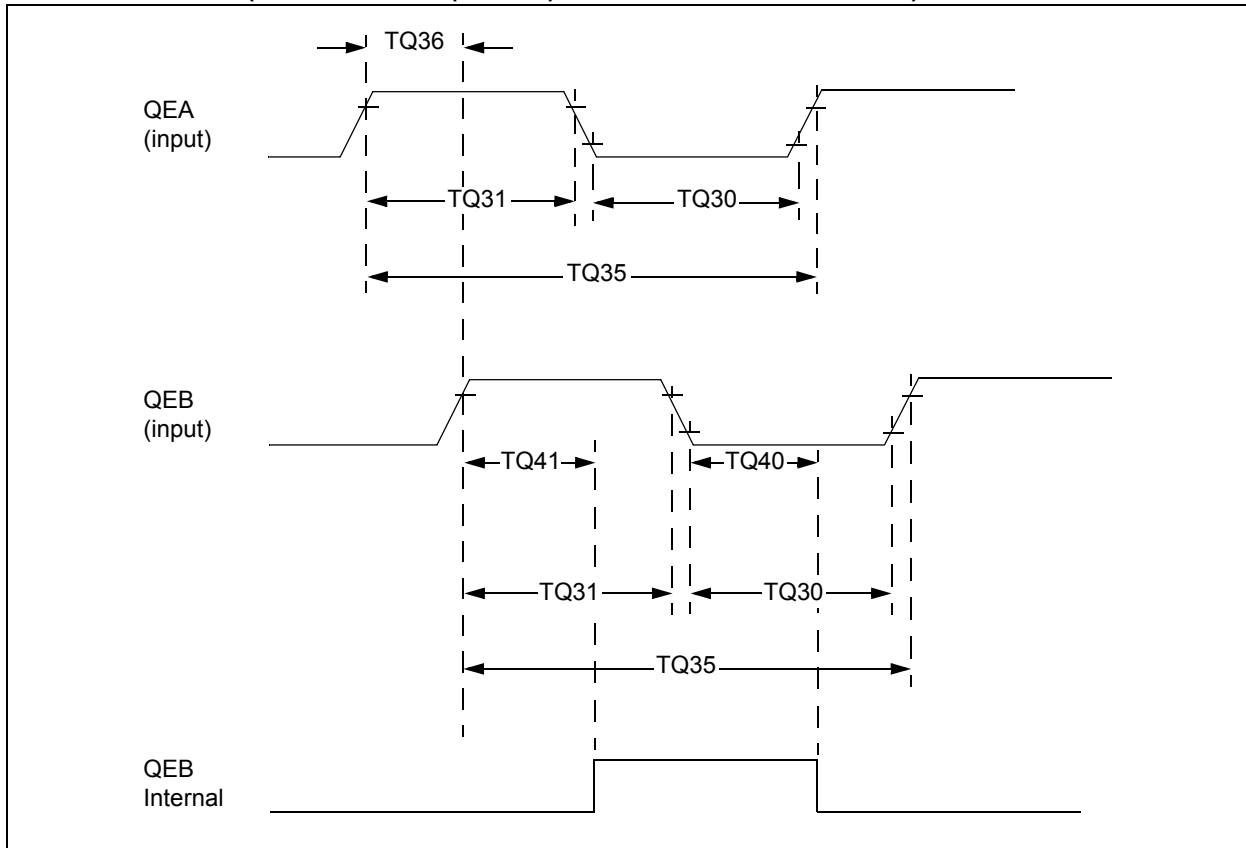 TQ36
QEA
(input)
TQ31
TQ30
TQ35
QEB
(input)
TQ41
TQ40
TQ31
TQ30
TQ35
QEB
Internal